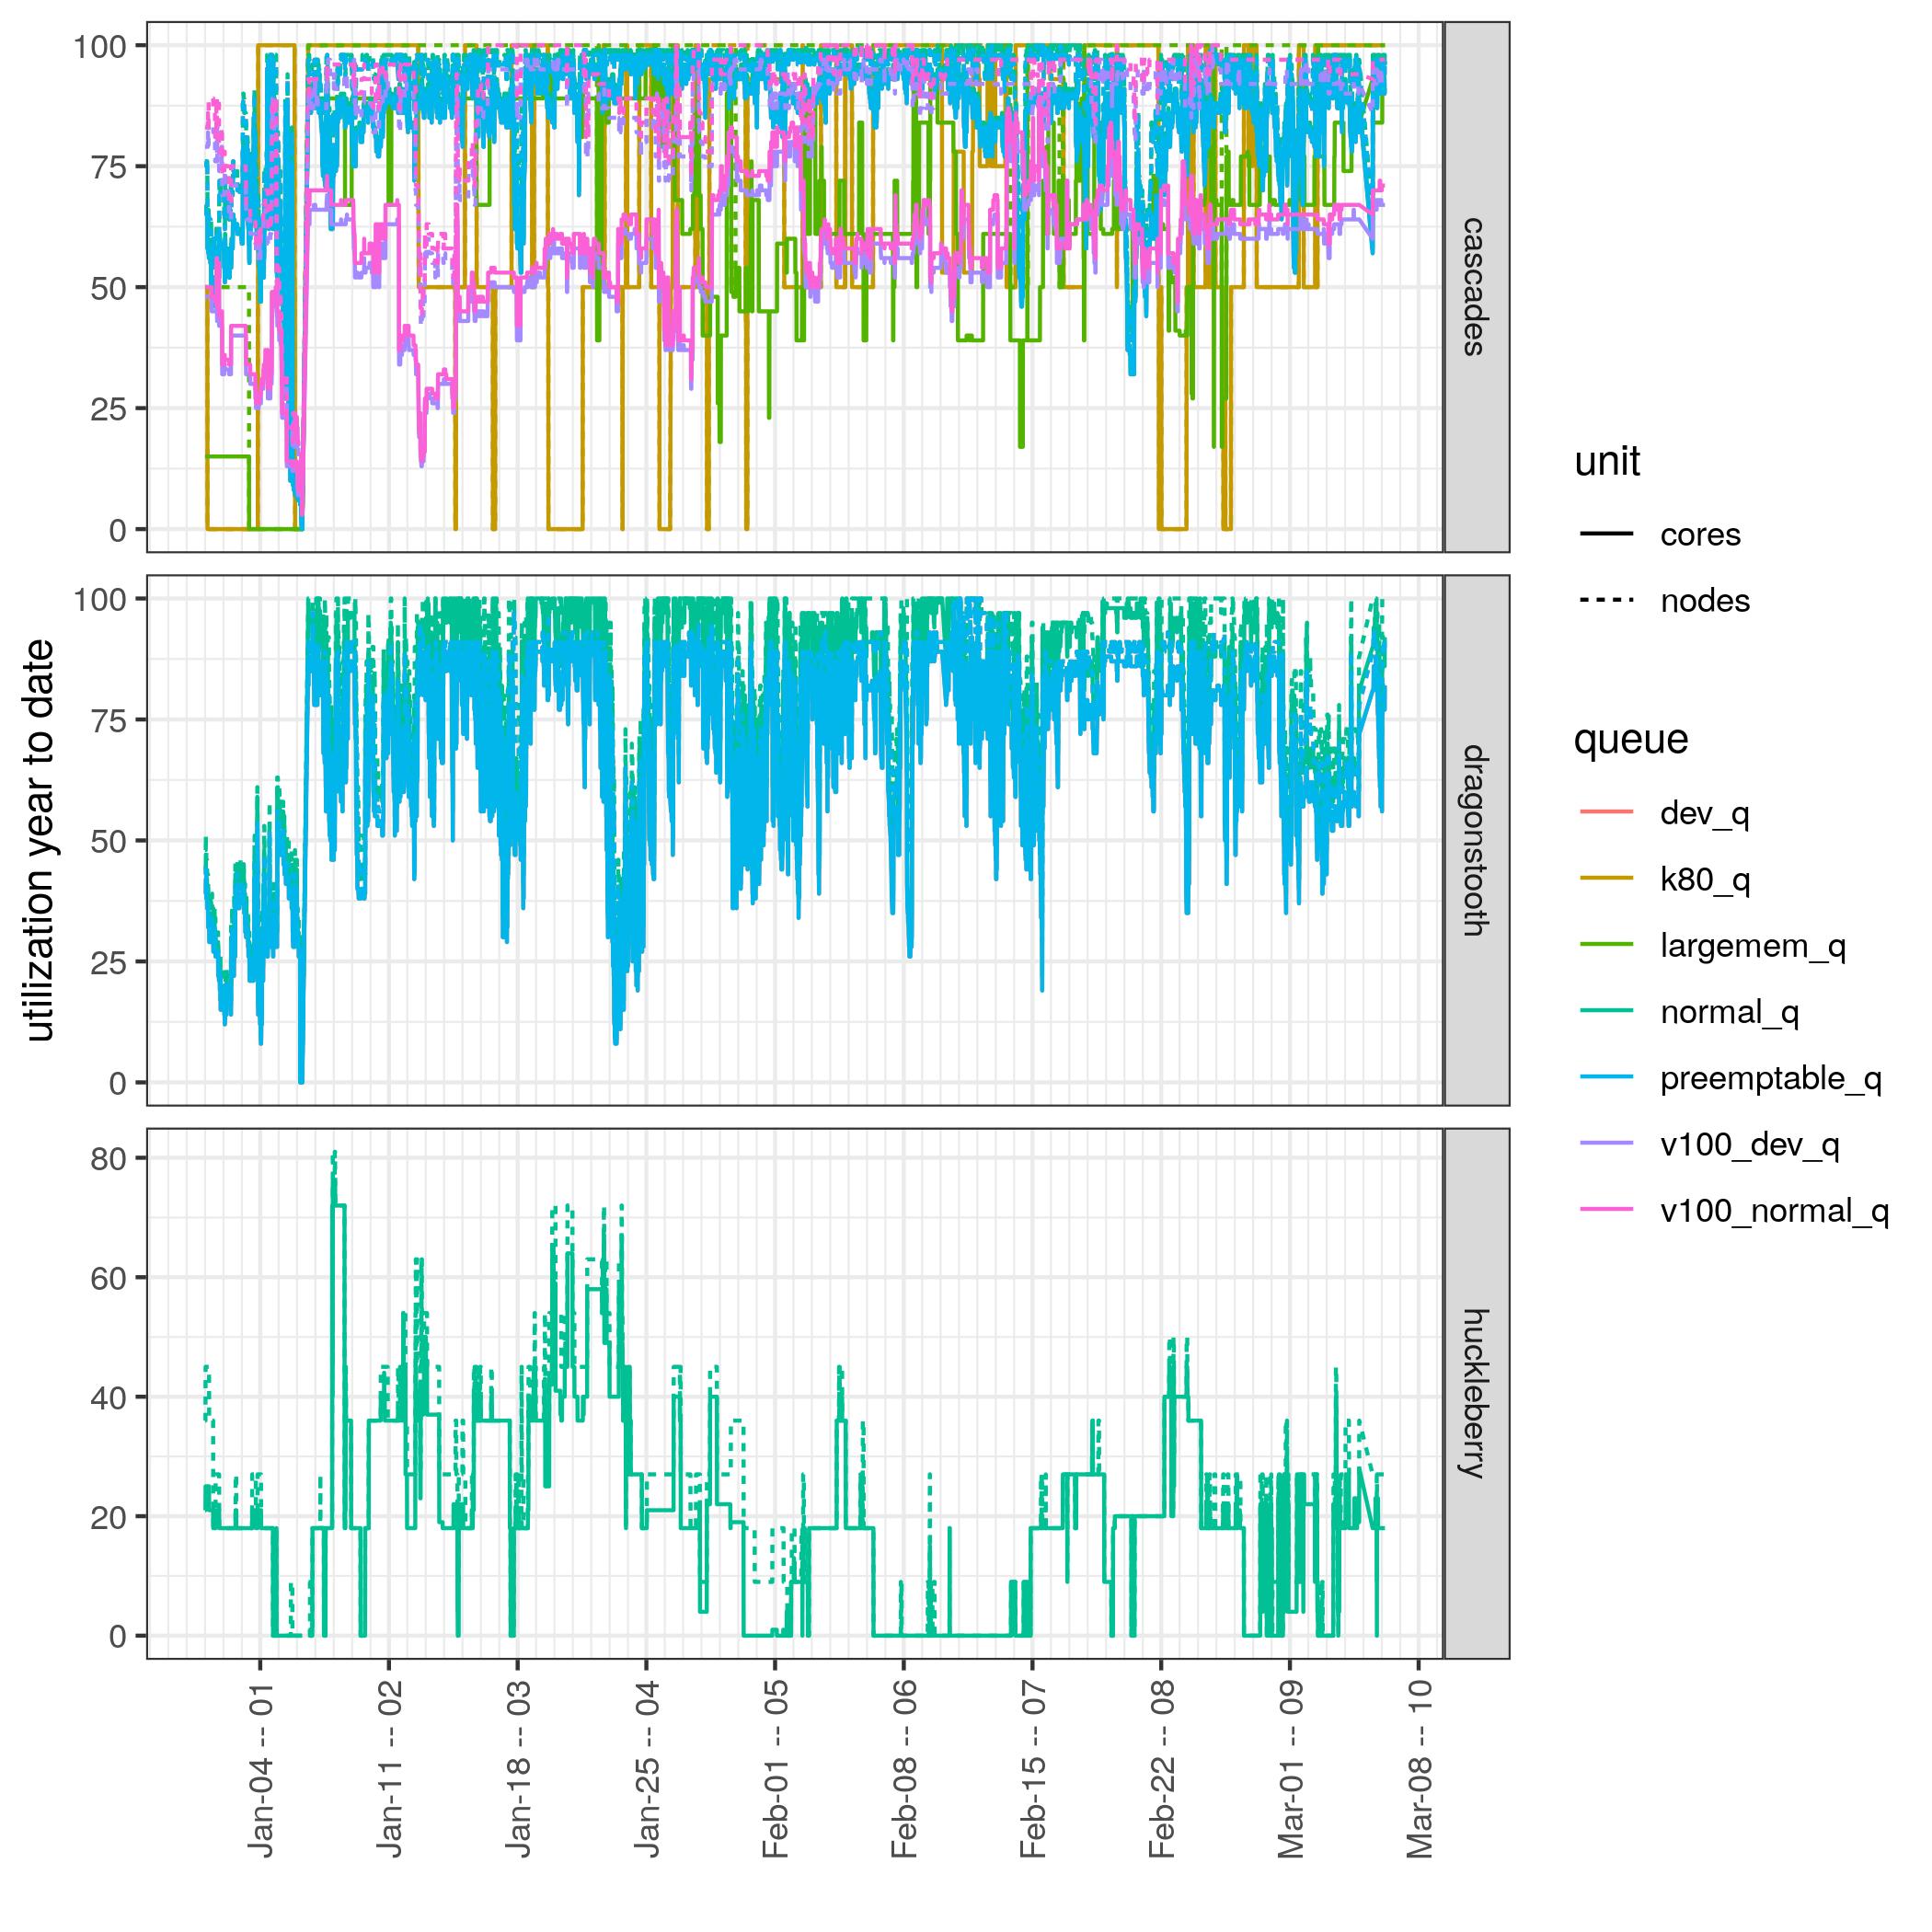 utilization year to date
100
75
50
25
0
cascades
100
75
50
25
0
dragonstooth
80
60
40
20
0
huckleberry
Jan-04 -- 01
Jan-11 -- 02
Jan-18 -- 03
Jan-25 -- 04
Feb-01 -- 05
Feb-08 -- 06
Feb-15 -- 07
Feb-22 -- 08
Mar-01 -- 09
Mar-08 -- 10
unit
cores
nodes
queue
dev_q
k80_q
largemem_q
normal_q
preemptable_q
v100_dev_q
v100_normal_q